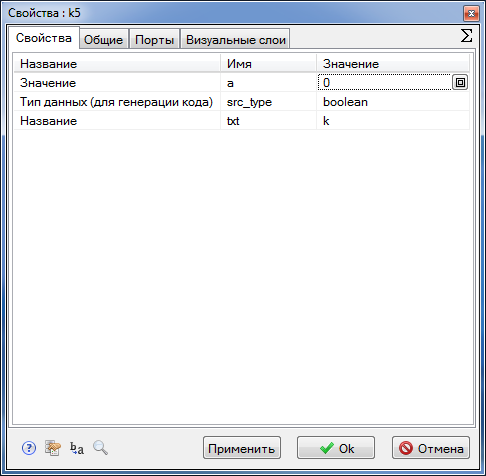 Свойства : k5
Свойства Общие Порты Визуальные слои Σ
Название Имя Значение
Значение a 0
Тип данных (для генерации кода) src_type boolean
Название txt k
? b a Применить Ok Отмена